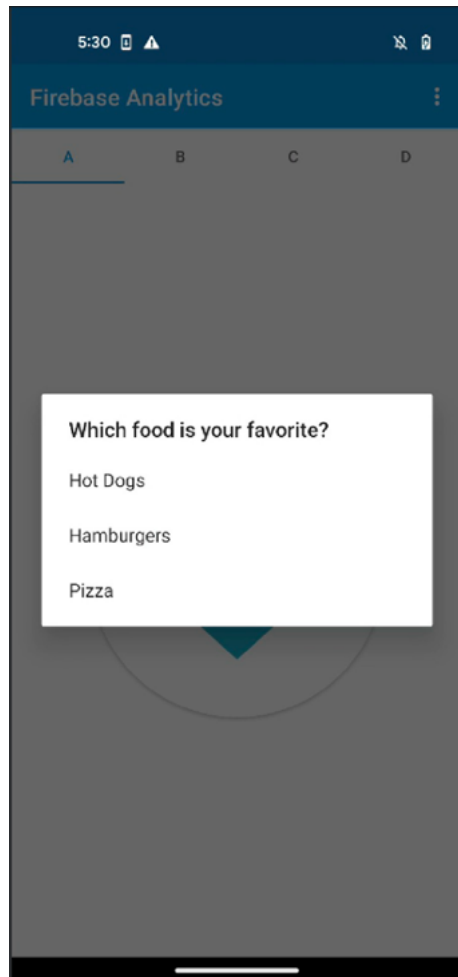 5:30
Firebase Analytics
A B C D
Which food is your favorite?
Hot Dogs
Hamburgers
Pizza